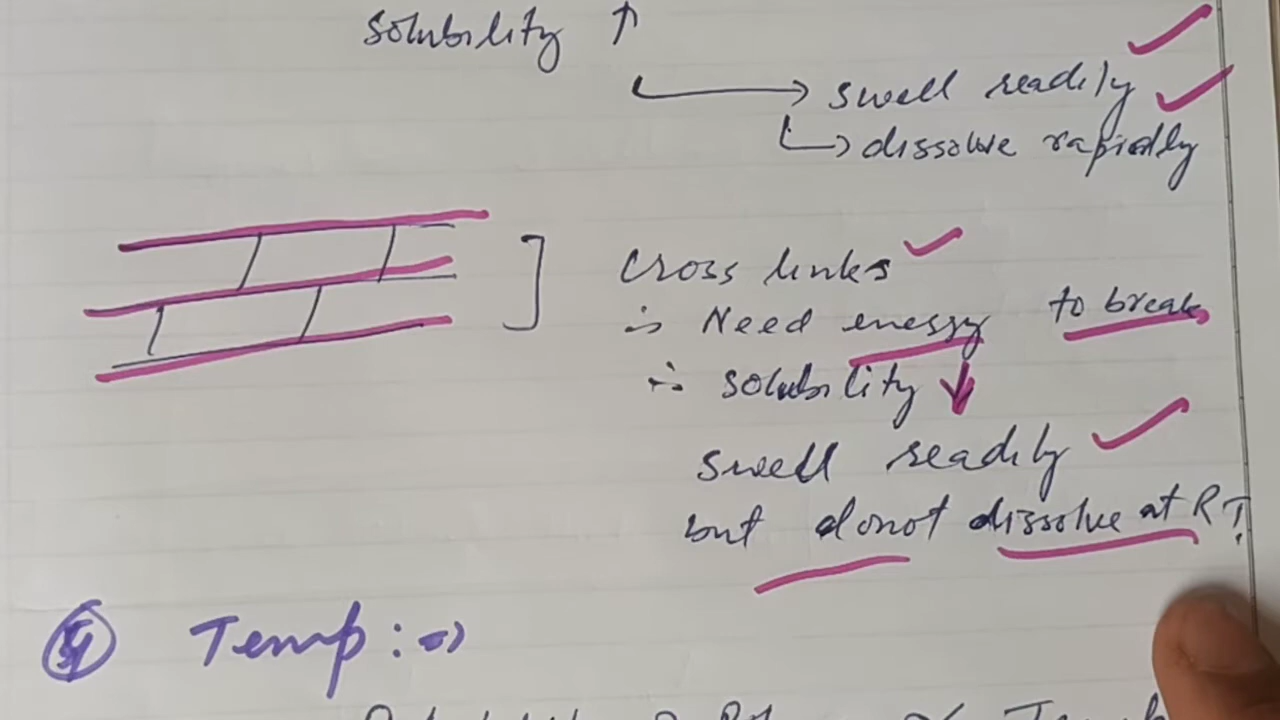 solubility ↑
→ swell readily ✓
↳ dissolve rapidly ✓
Cross links ✓
∴ Need energy to break
∴ solubility ↓
swell readily ✓
but donot dissolve at RT.
Temp : ⇒